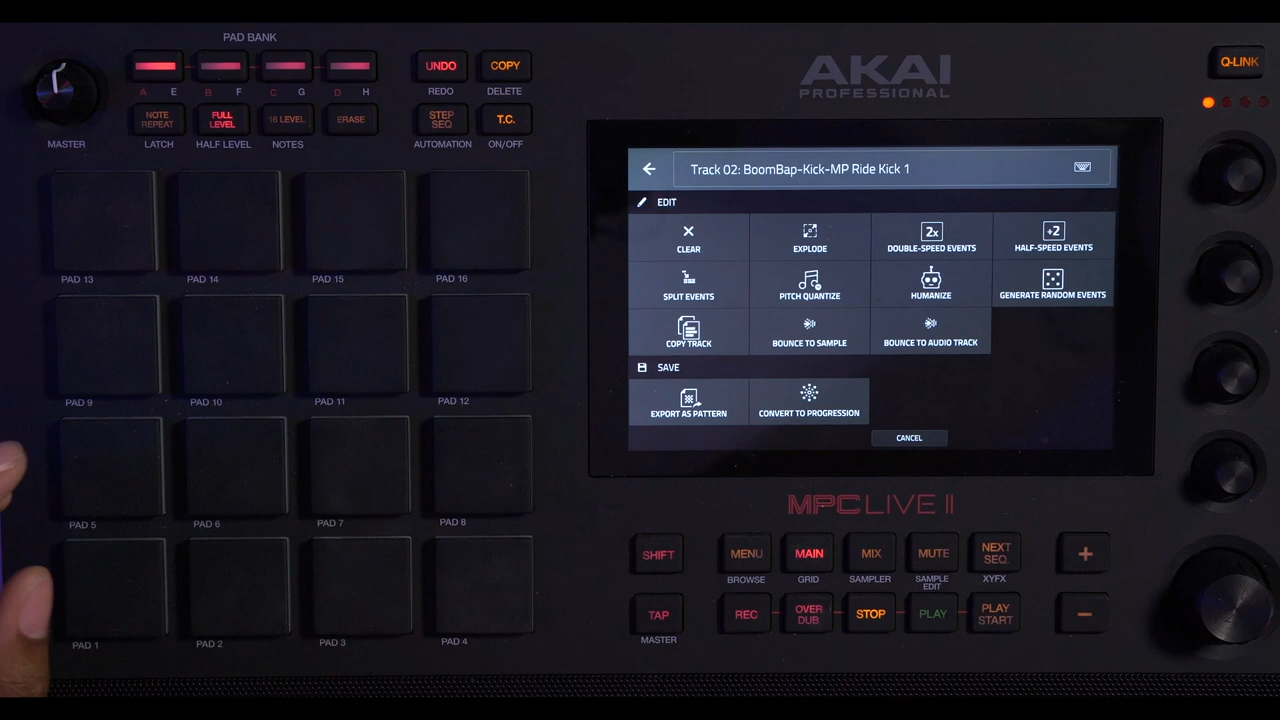 PAD BANK
A E B F C G D H
MASTER
NOTE REPEAT
LATCH
FULL LEVEL
HALF LEVEL
16 LEVEL
NOTES
ERASE
UNDO
REDO
COPY
DELETE
STEP SEQ
AUTOMATION
T.C.
ON/OFF
PAD 13
PAD 14
PAD 15
PAD 16
PAD 9
PAD 10
PAD 11
PAD 12
PAD 5
PAD 6
PAD 7
PAD 8
PAD 1
PAD 2
PAD 3
PAD 4
AKAI
PROFESSIONAL
Q-LINK
Track 02: BoomBap-Kick-MP Ride Kick 1
EDIT
CLEAR
EXPLODE
2x
DOUBLE-SPEED EVENTS
÷2
HALF-SPEED EVENTS
SPLIT EVENTS
PITCH QUANTIZE
HUMANIZE
GENERATE RANDOM EVENTS
COPY TRACK
BOUNCE TO SAMPLE
BOUNCE TO AUDIO TRACK
SAVE
EXPORT AS PATTERN
CONVERT TO PROGRESSION
CANCEL
MPC LIVE II
SHIFT
MENU
BROWSE
MAIN
GRID
MIX
SAMPLER
MUTE
SAMPLE EDIT
NEXT SEQ.
XYFX
+
TAP
MASTER
REC
OVER DUB
STOP
PLAY
PLAY START
−